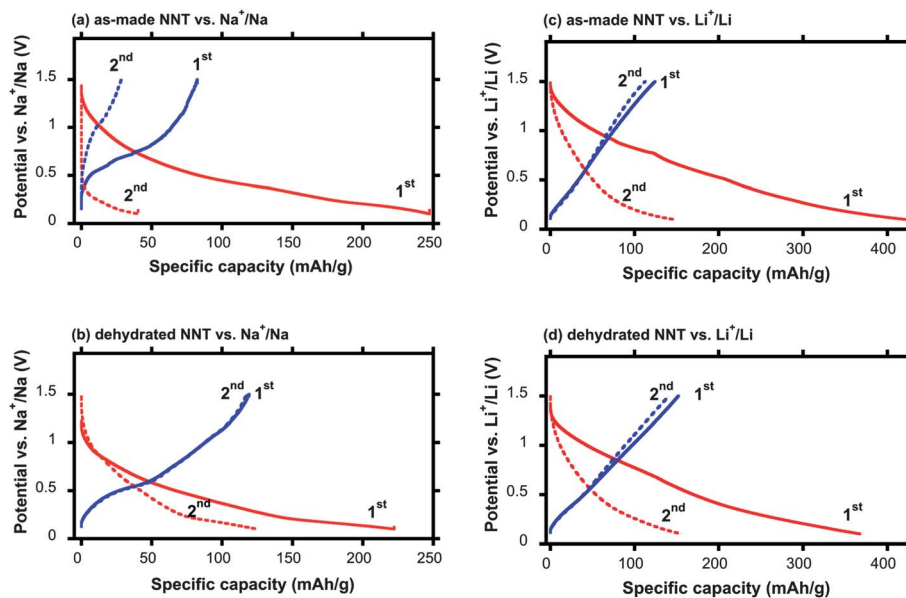 (a) as-made NNT vs. Na⁺/Na
Potential vs. Na⁺/Na (V)
1.5
1
0.5
0
2ⁿᵈ
1ˢᵗ
2ⁿᵈ
1ˢᵗ
0 50 100 150 200 250
Specific capacity (mAh/g)
(c) as-made NNT vs. Li⁺/Li
Potential vs. Li⁺/Li (V)
1.5
1
0.5
0
2ⁿᵈ
1ˢᵗ
2ⁿᵈ
1ˢᵗ
0 100 200 300 400
Specific capacity (mAh/g)
(b) dehydrated NNT vs. Na⁺/Na
Potential vs. Na⁺/Na (V)
1.5
1
0.5
0
2ⁿᵈ 1ˢᵗ
2ⁿᵈ
1ˢᵗ
0 50 100 150 200 250
Specific capacity (mAh/g)
(d) dehydrated NNT vs. Li⁺/Li
Potential vs. Li⁺/Li (V)
1.5
1
0.5
0
2ⁿᵈ
1ˢᵗ
2ⁿᵈ
1ˢᵗ
0 100 200 300 400
Specific capacity (mAh/g)